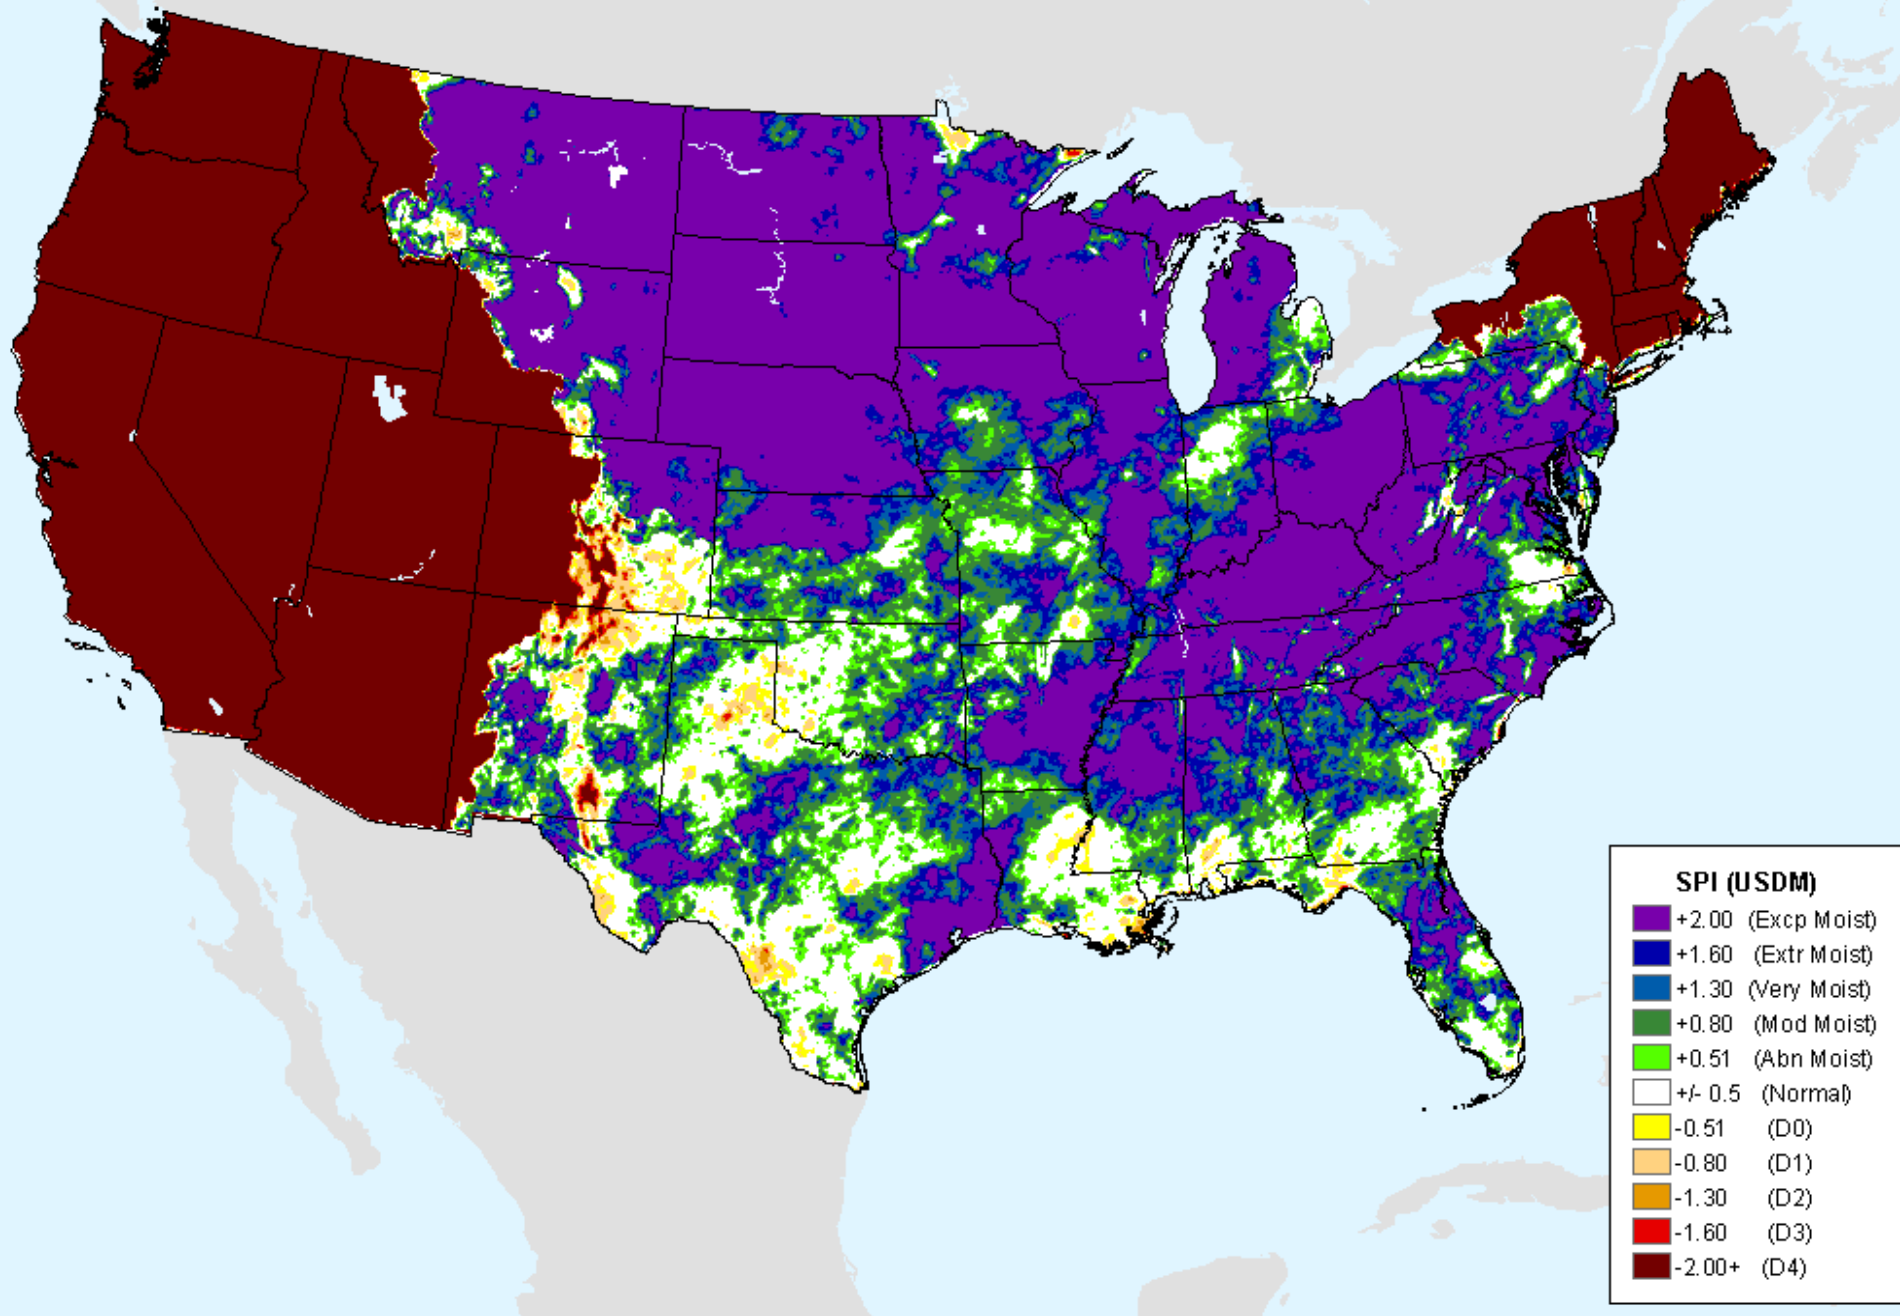 SPI (USDM)
+2.00 (Excp Moist)
+1.60 (Extr Moist)
+1.30 (Very Moist)
+0.80 (Mod Moist)
+0.51 (Abn Moist)
+/- 0.5 (Normal)
-0.51 (D0)
-0.80 (D1)
-1.30 (D2)
-1.60 (D3)
-2.00+ (D4)